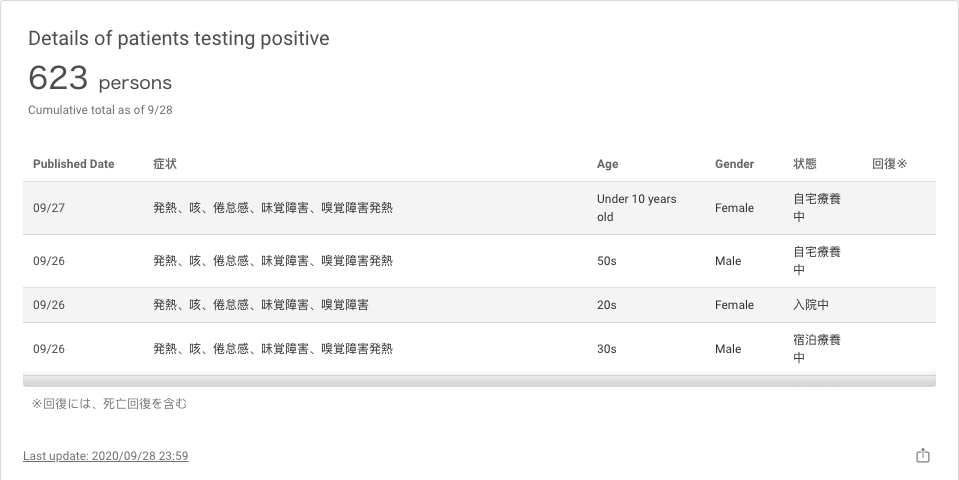 Details of patients testing positive
623 persons
Cumulative total as of 9/28
Published Date 症状 Age Gender 状態 回復※
09/27 発熱、咳、倦怠感、味覚障害、嗅覚障害発熱 Under 10 years old Female 自宅療養中
09/26 発熱、咳、倦怠感、味覚障害、嗅覚障害発熱 50s Male 自宅療養中
09/26 発熱、咳、倦怠感、味覚障害、嗅覚障害 20s Female 入院中
09/26 発熱、咳、倦怠感、味覚障害、嗅覚障害発熱 30s Male 宿泊療養中
※回復には、死亡回復を含む
Last update: 2020/09/28 23:59